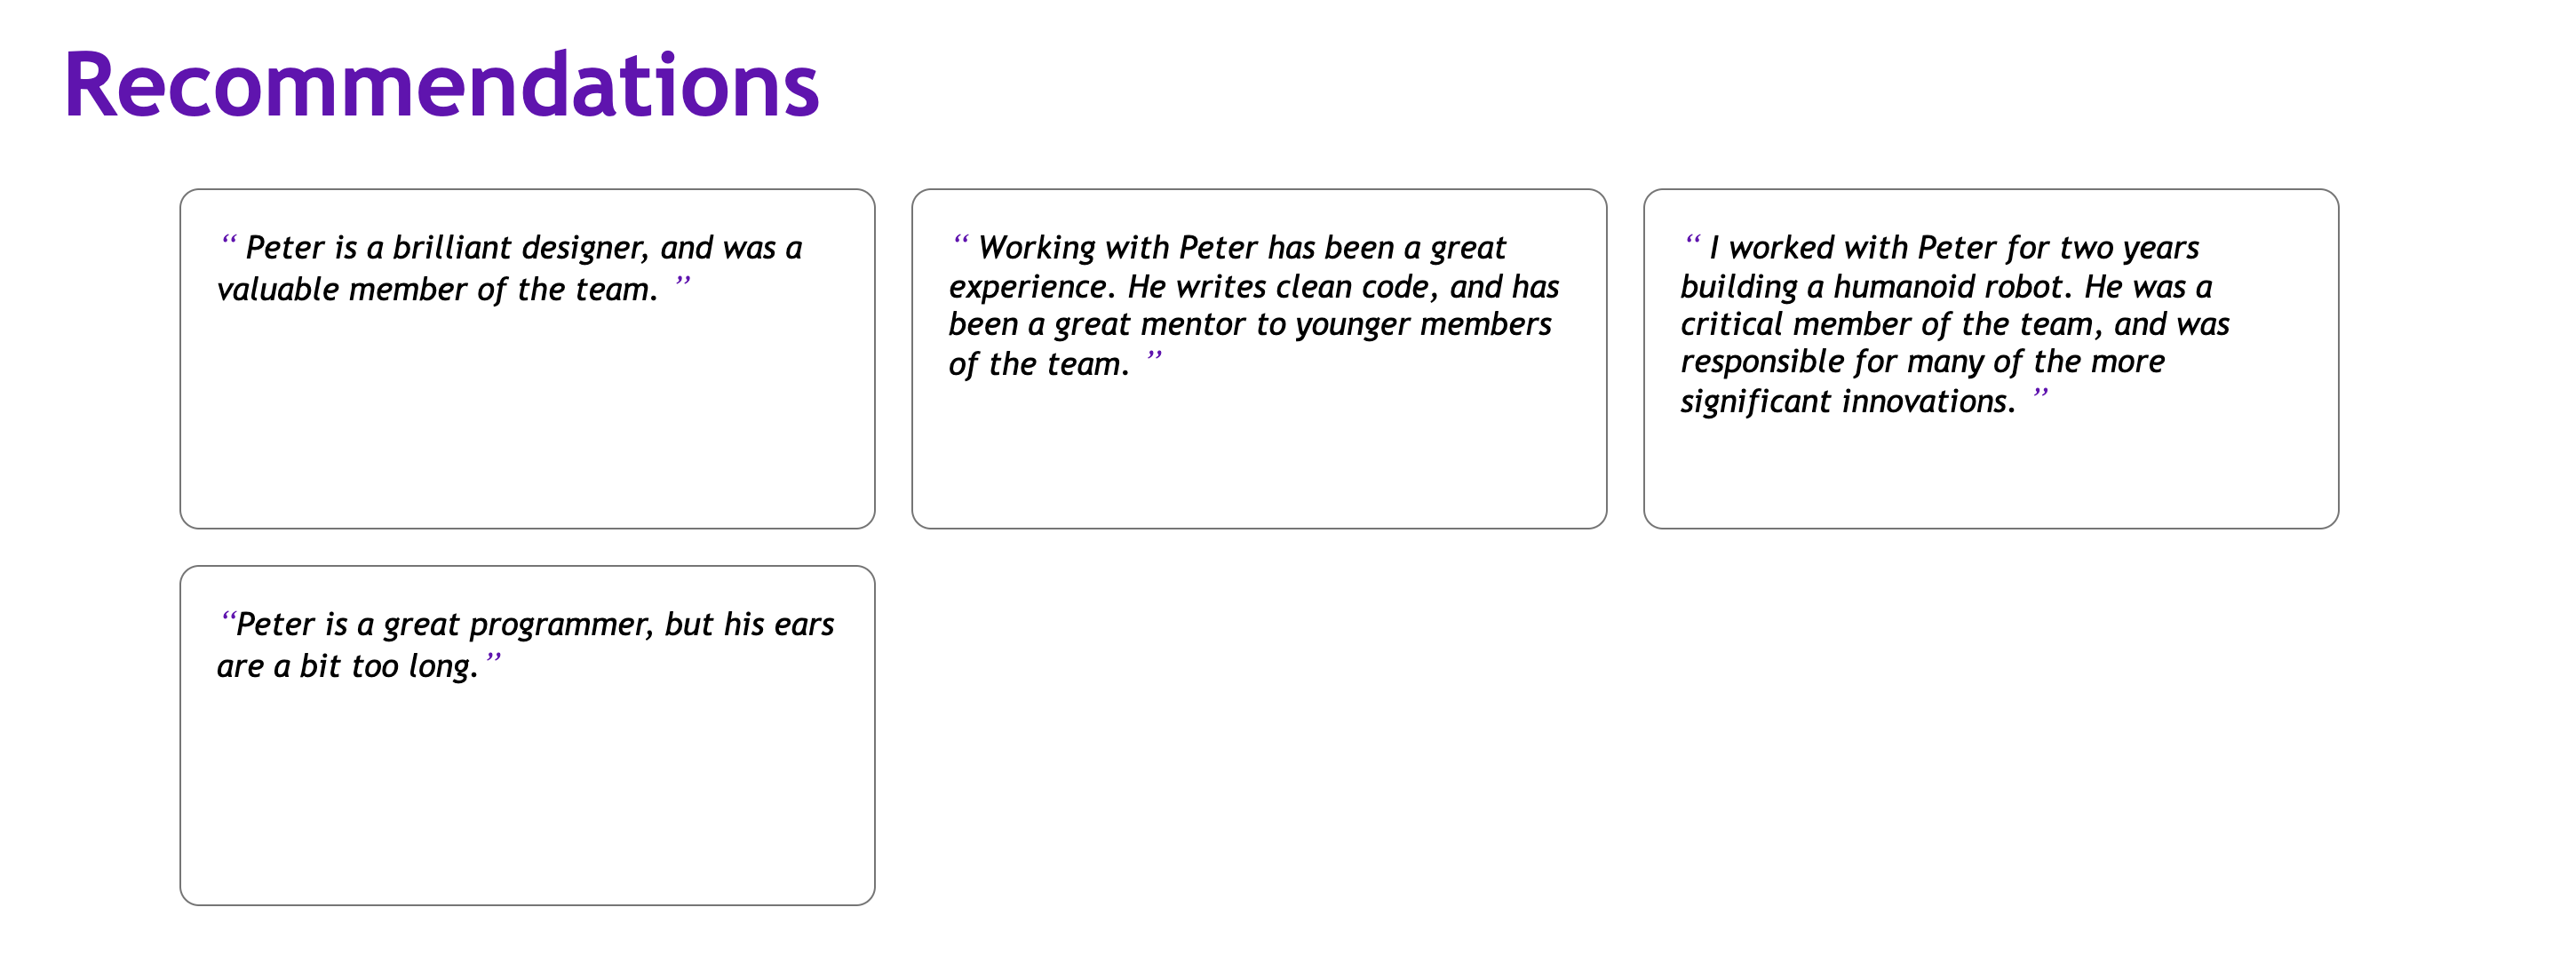 Recommendations
“ Peter is a brilliant designer, and was a
valuable member of the team. ”
“ Working with Peter has been a great
experience. He writes clean code, and has
been a great mentor to younger members
of the team. ”
“ I worked with Peter for two years
building a humanoid robot. He was a
critical member of the team, and was
responsible for many of the more
significant innovations. ”
“Peter is a great programmer, but his ears
are a bit too long.”